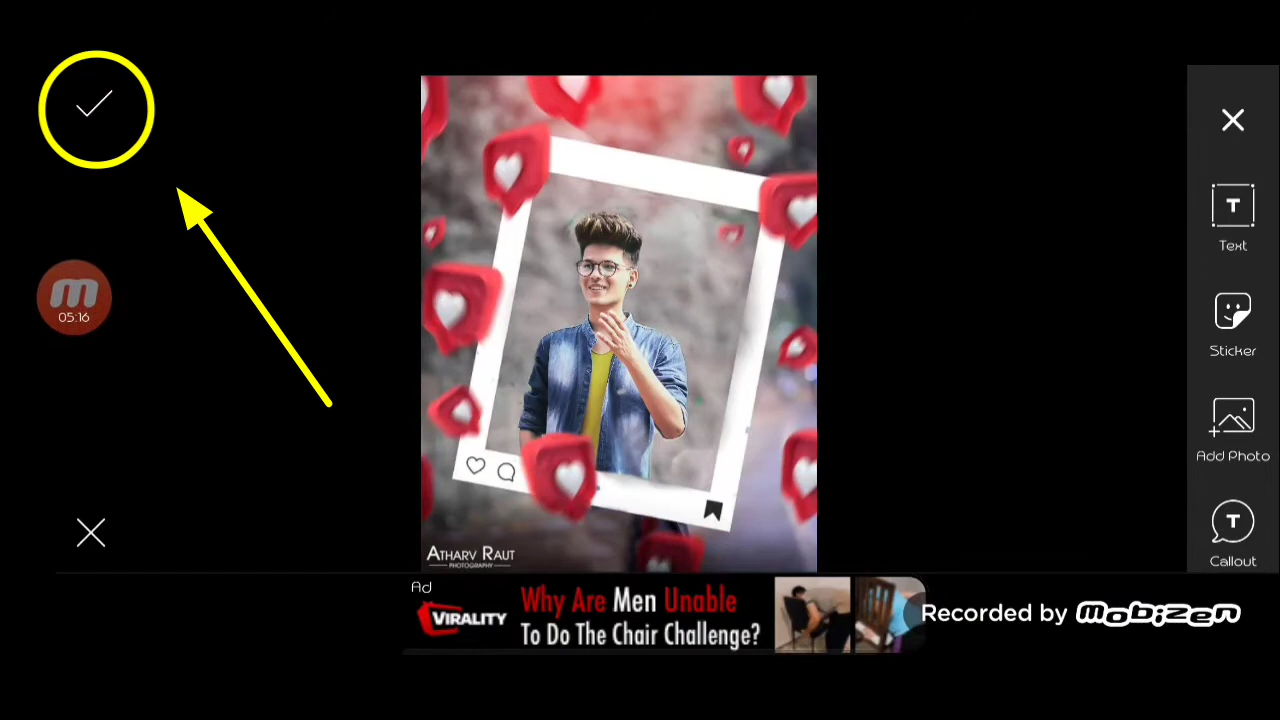 T
Text
Sticker
Add Photo
T
Callout
m
05:16
ATHARV RAUT
PHOTOGRAPHY
Ad
VIRALITY
Why Are Men Unable
To Do The Chair Challenge?
Recorded by mobizen